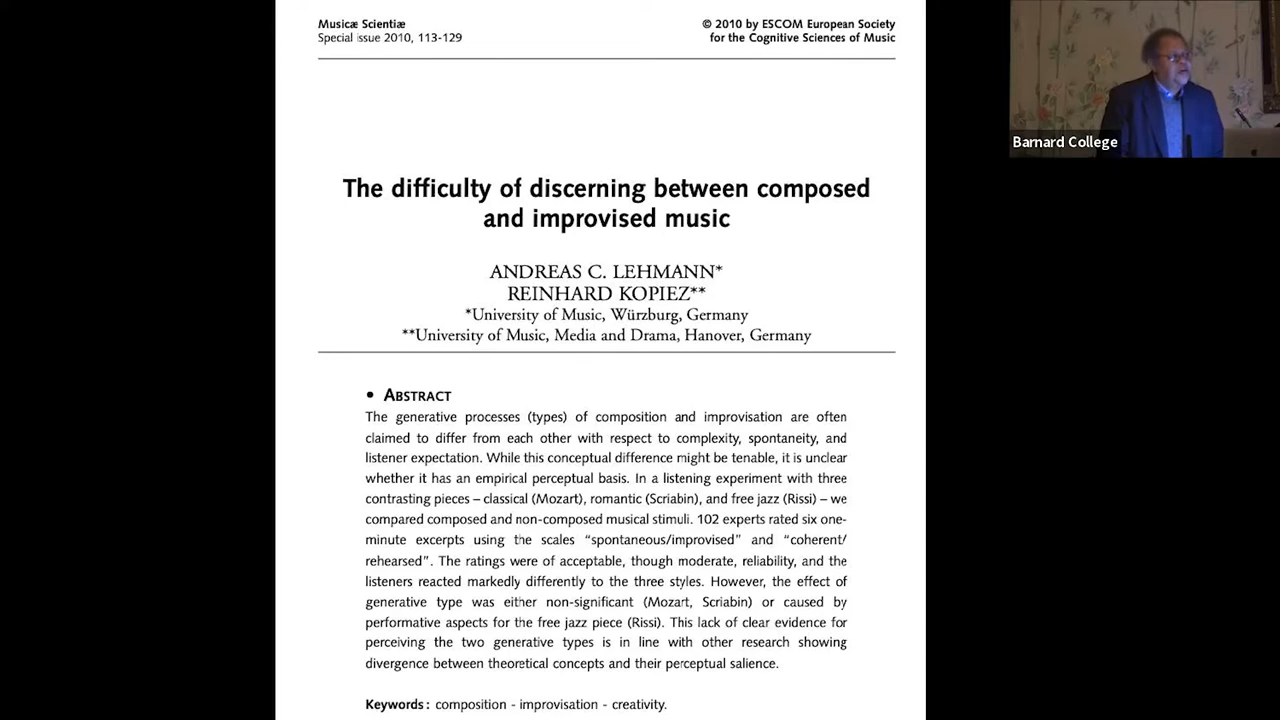 Musicæ Scientiæ
Special issue 2010, 113-129
© 2010 by ESCOM European Society
for the Cognitive Sciences of Music
The difficulty of discerning between composed
and improvised music
ANDREAS C. LEHMANN*
REINHARD KOPIEZ**
*University of Music, Würzburg, Germany
**University of Music, Media and Drama, Hanover, Germany
• ABSTRACT
The generative processes (types) of composition and improvisation are often
claimed to differ from each other with respect to complexity, spontaneity, and
listener expectation. While this conceptual difference might be tenable, it is unclear
whether it has an empirical perceptual basis. In a listening experiment with three
contrasting pieces – classical (Mozart), romantic (Scriabin), and free jazz (Rissi) – we
compared composed and non-composed musical stimuli. 102 experts rated six one-
minute excerpts using the scales “spontaneous/improvised” and “coherent/
rehearsed”. The ratings were of acceptable, though moderate, reliability, and the
listeners reacted markedly differently to the three styles. However, the effect of
generative type was either non-significant (Mozart, Scriabin) or caused by
performative aspects for the free jazz piece (Rissi). This lack of clear evidence for
perceiving the two generative types is in line with other research showing
divergence between theoretical concepts and their perceptual salience.
Keywords: composition - improvisation - creativity.
Barnard College